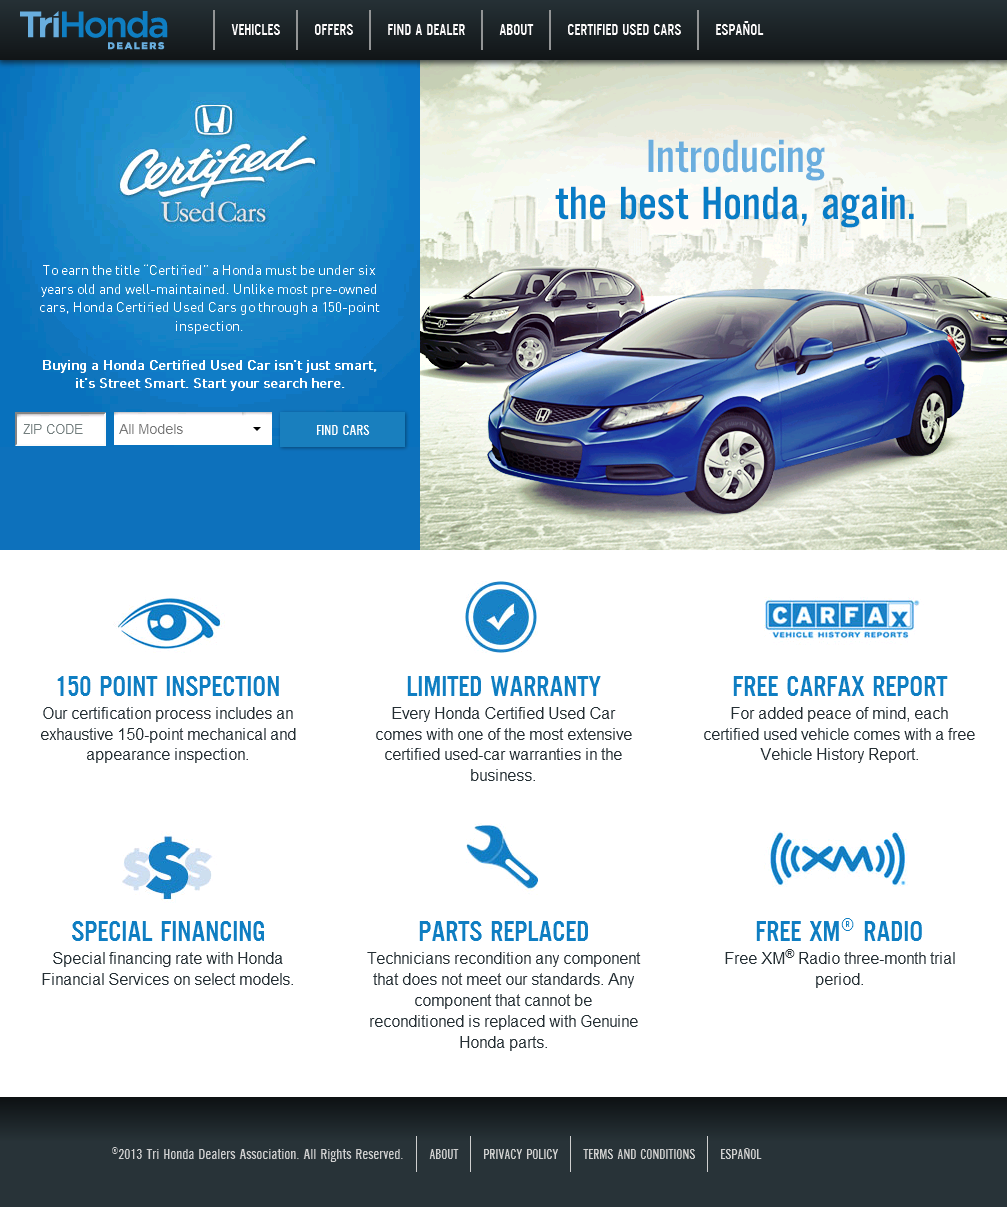 TriHonda
DEALERS
VEHICLES
OFFERS
FIND A DEALER
ABOUT
CERTIFIED USED CARS
ESPAÑOL
Certified
Used Cars
To earn the title "Certified" a Honda must be under six
years old and well-maintained. Unlike most pre-owned
cars, Honda Certified Used Cars go through a 150-point
inspection.
Buying a Honda Certified Used Car isn't just smart,
it's Street Smart. Start your search here.
ZIP CODE
All Models
FIND CARS
Introducing
the best Honda, again.
150 POINT INSPECTION
Our certification process includes an
exhaustive 150-point mechanical and
appearance inspection.
LIMITED WARRANTY
Every Honda Certified Used Car
comes with one of the most extensive
certified used-car warranties in the
business.
CARFAX®
VEHICLE HISTORY REPORTS
FREE CARFAX REPORT
For added peace of mind, each
certified used vehicle comes with a free
Vehicle History Report.
$$$
SPECIAL FINANCING
Special financing rate with Honda
Financial Services on select models.
PARTS REPLACED
Technicians recondition any component
that does not meet our standards. Any
component that cannot be
reconditioned is replaced with Genuine
Honda parts.
XM
FREE XM® RADIO
Free XM® Radio three-month trial
period.
©2013 Tri Honda Dealers Association. All Rights Reserved.
ABOUT
PRIVACY POLICY
TERMS AND CONDITIONS
ESPAÑOL